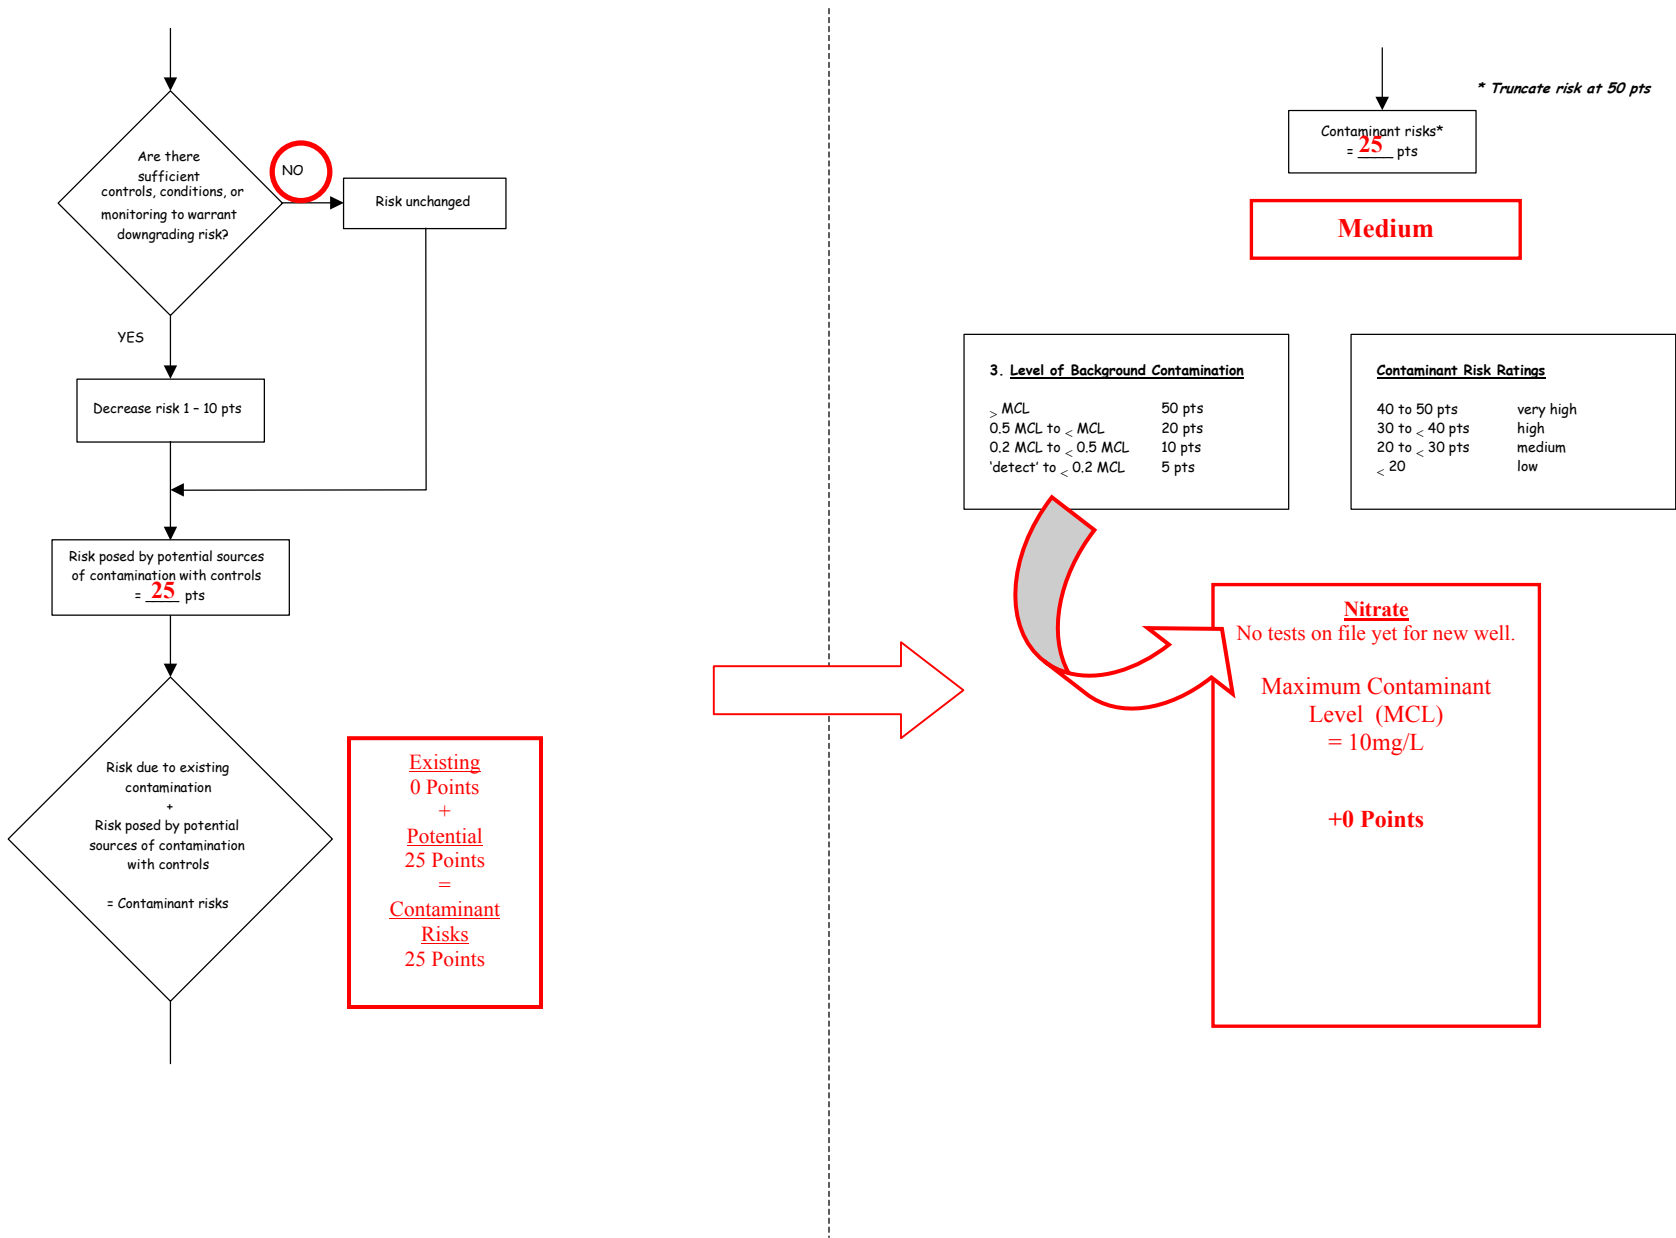 Are there
sufficient
controls, conditions, or
monitoring to warrant
downgrading risk?
NO
Risk unchanged
YES
Decrease risk 1 – 10 pts
Risk posed by potential sources
of contamination with controls
= 25 pts
Risk due to existing
contamination
+
Risk posed by potential
sources of contamination
with controls
= Contaminant risks
Existing
0 Points
+
Potential
25 Points
=
Contaminant
Risks
25 Points
* Truncate risk at 50 pts
Contaminant risks*
= 25 pts
Medium
3. Level of Background Contamination
> MCL 50 pts
0.5 MCL to < MCL 20 pts
0.2 MCL to < 0.5 MCL 10 pts
'detect' to < 0.2 MCL 5 pts
Contaminant Risk Ratings
40 to 50 pts very high
30 to < 40 pts high
20 to < 30 pts medium
< 20 low
Nitrate
No tests on file yet for new well.
Maximum Contaminant
Level (MCL)
= 10mg/L
+0 Points